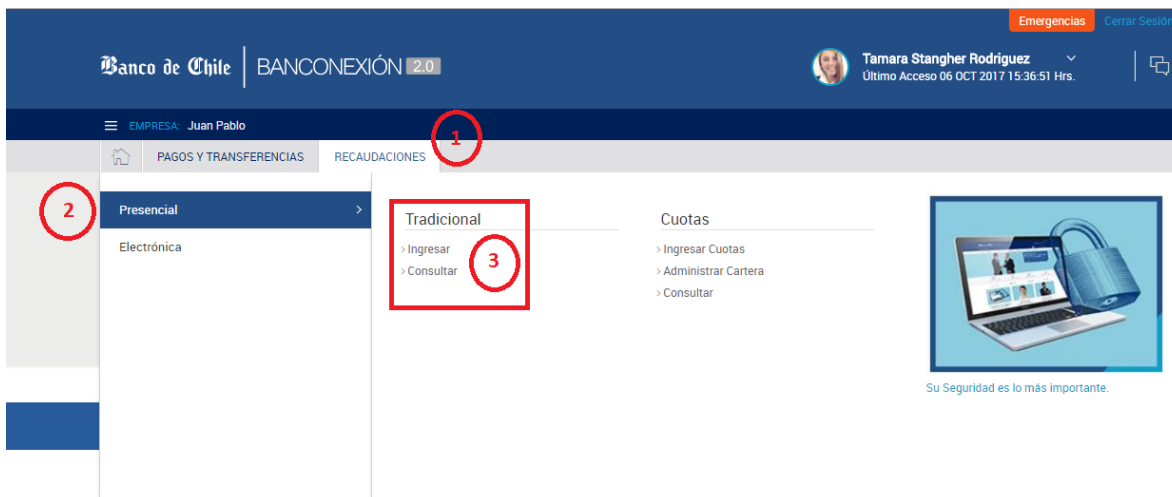 Emergencias Cerrar Sesión
Banco de Chile BANCONEXIÓN 2.0
Tamara Stangher Rodriguez
Último Acceso 06 OCT 2017 15:36:51 Hrs.
EMPRESA: Juan Pablo
1
PAGOS Y TRANSFERENCIAS RECAUDACIONES
2
Presencial >
Electrónica
Tradicional
> Ingresar
> Consultar
3
Cuotas
> Ingresar Cuotas
> Administrar Cartera
> Consultar
Su Seguridad es lo más importante.